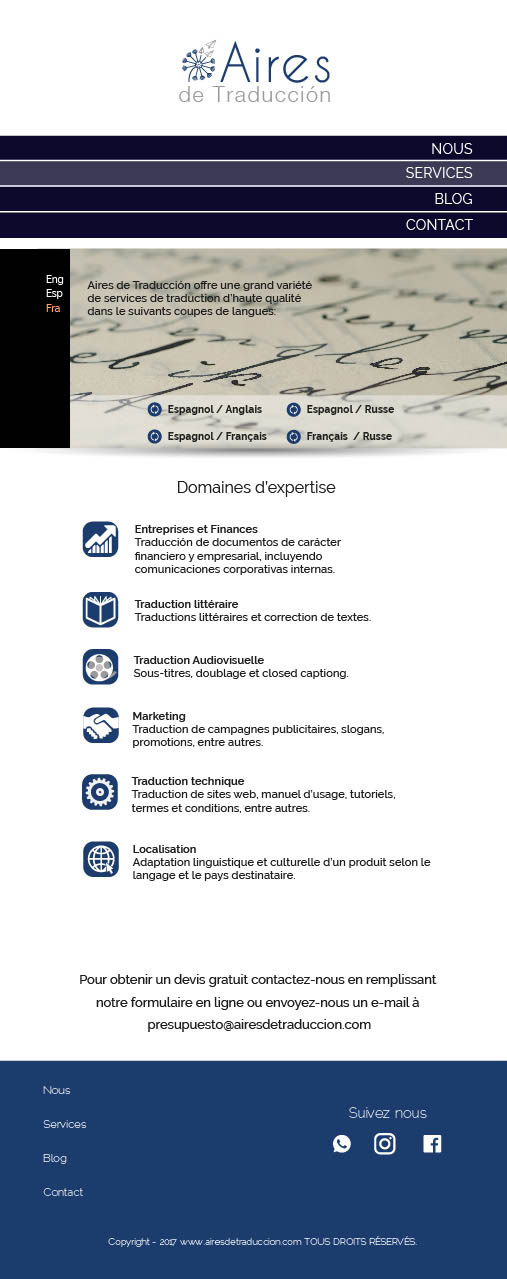 Aires
de Traducción
NOUS
SERVICES
BLOG
CONTACT
Eng
Esp
Fra
Aires de Traducción offre une grand variété
de services de traduction d'haute qualité
dans le suivants coupes de langues:
Espagnol / Anglais
Espagnol / Russe
Espagnol / Français
Français / Russe
Domaines d'expertise
Entreprises et Finances
Traducción de documentos de carácter
financiero y empresarial, incluyendo
comunicaciones corporativas internas.
Traduction littéraire
Traductions littéraires et correction de textes.
Traduction Audiovisuelle
Sous-titres, doublage et closed captiong.
Marketing
Traduction de campagnes publicitaires, slogans,
promotions, entre autres.
Traduction technique
Traduction de sites web, manuel d'usage, tutoriels,
termes et conditions, entre autres.
Localisation
Adaptation linguistique et culturelle d'un produit selon le
langage et le pays destinataire.
Pour obtenir un devis gratuit contactez-nous en remplissant
notre formulaire en ligne ou envoyez-nous un e-mail à
presupuesto@airesdetraduccion.com
Nous
Services
Blog
Contact
Suivez nous
Copyright - 2017 www.airesdetraduccion.com TOUS DROITS RÉSERVÉS.